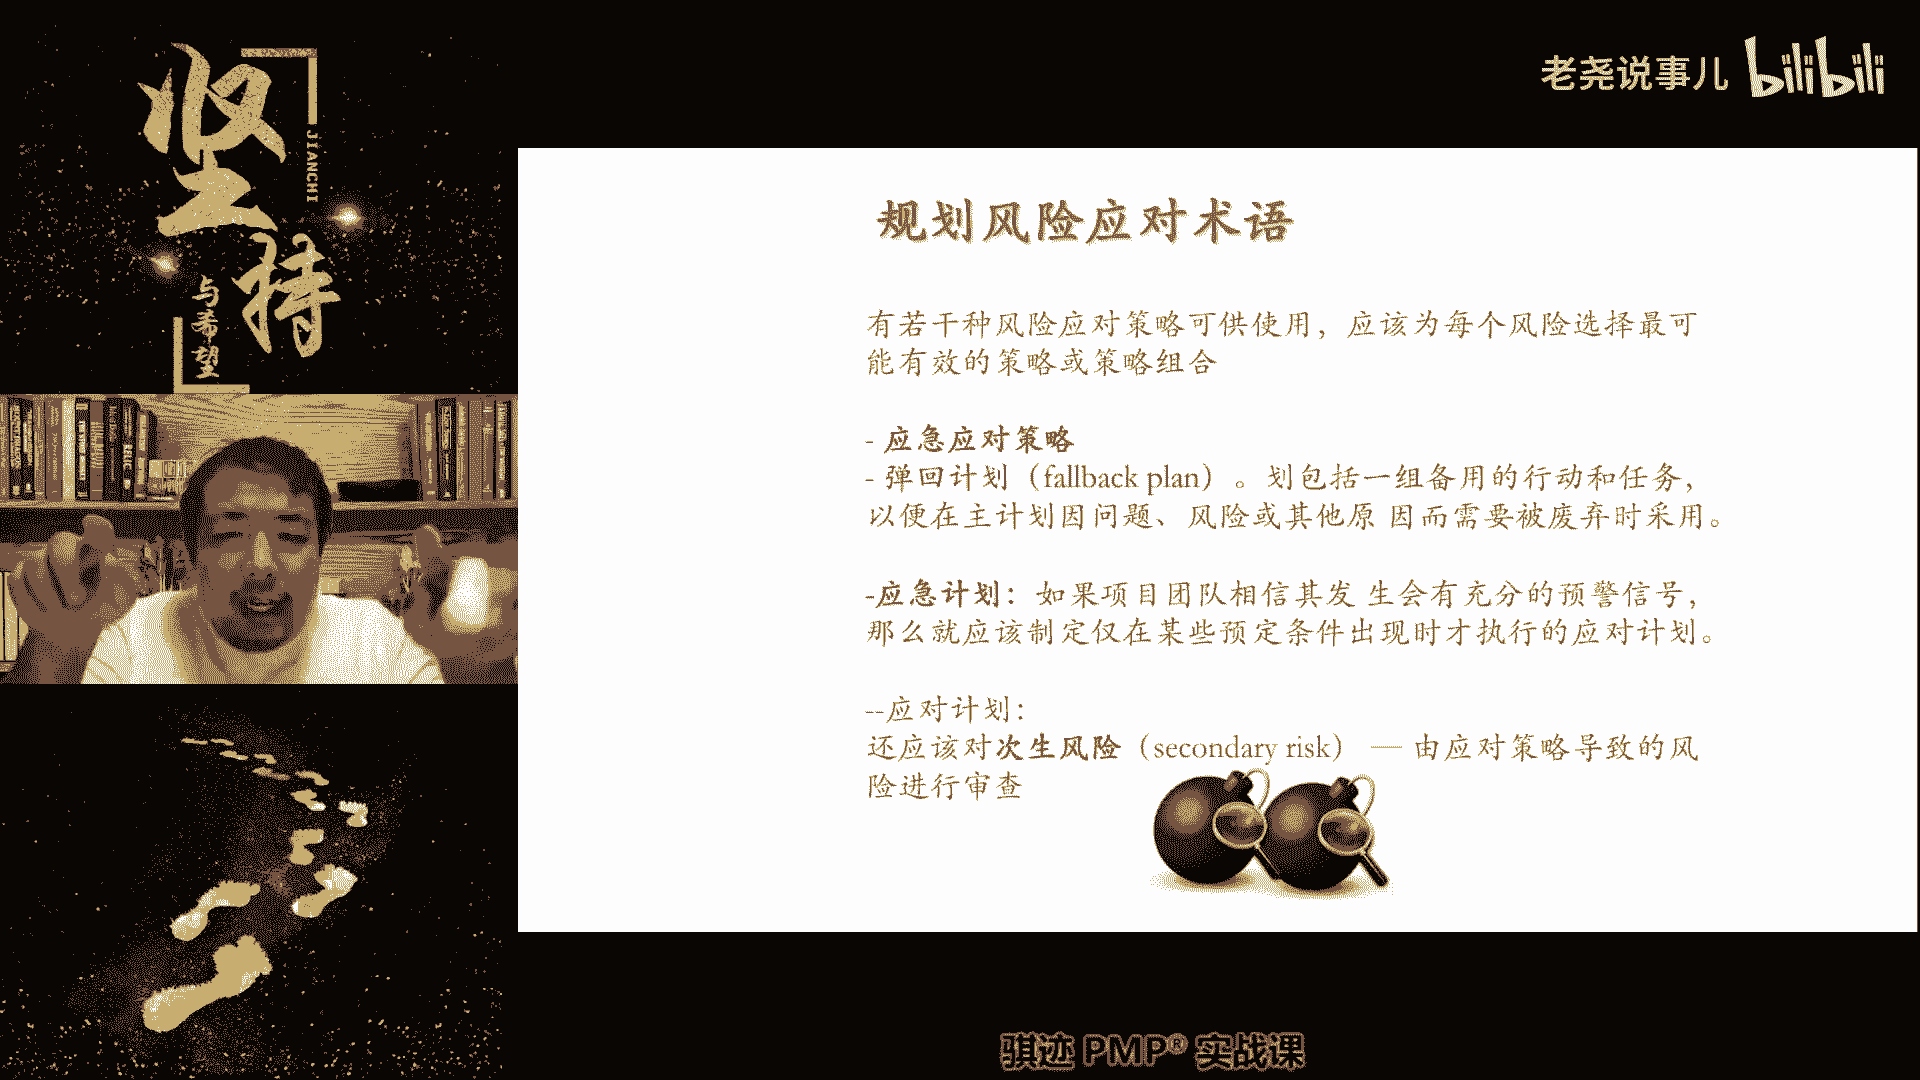 坚持
JIANCHI
与希望
老尧说事儿 bilibili
规划风险应对术语
有若干种风险应对策略可供使用，应该为每个风险选择最可
能有效的策略或策略组合
- 应急应对策略
- 弹回计划（fallback plan）。划包括一组备用的行动和任务，
以便在主计划因问题、风险或其他原 因而需要被废弃时采用。
-应急计划：如果项目团队相信其发 生会有充分的预警信号，
那么就应该制定仅在某些预定条件出现时才执行的应对计划。
--应对计划：
还应该对次生风险（secondary risk） — 由应对策略导致的风
险进行审查
骐迹 PMP® 实战课